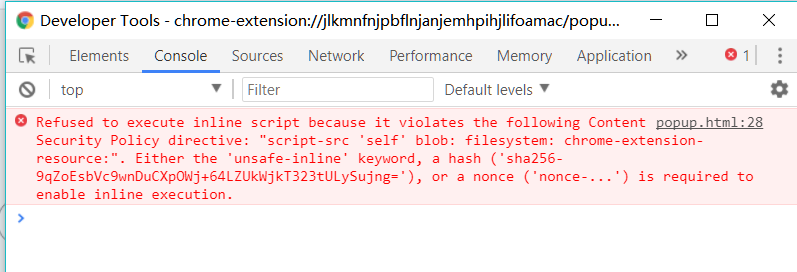 Developer Tools - chrome-extension://jlkmnfnjpbflnjanjemhpihjlifoamac/popu...
Elements Console Sources Network Performance Memory Application » 1
top Filter Default levels
Refused to execute inline script because it violates the following Content popup.html:28
Security Policy directive: "script-src 'self' blob: filesystem: chrome-extension-
resource:". Either the 'unsafe-inline' keyword, a hash ('sha256-
9qZoEsbVc9wnDuCXpOWj+64LZUkWjkT323tULySujng='), or a nonce ('nonce-...') is required to
enable inline execution.